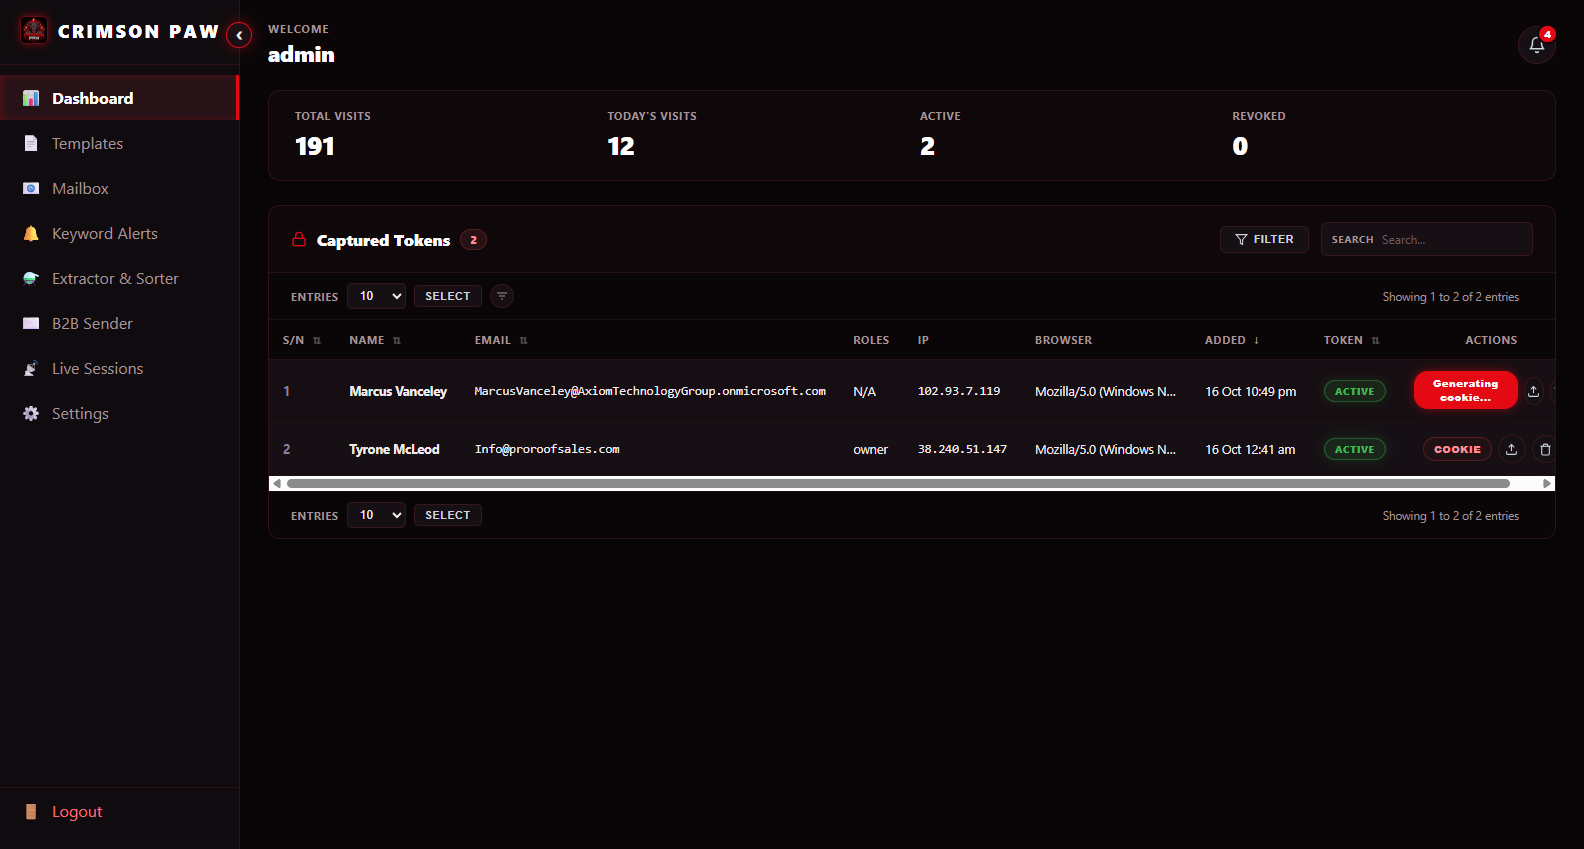 CRIMSON PAW
WELCOME
admin
4
Dashboard
Templates
Mailbox
Keyword Alerts
Extractor & Sorter
B2B Sender
Live Sessions
Settings
Logout
TOTAL VISITS TODAY'S VISITS ACTIVE REVOKED
191 12 2 0
Captured Tokens 2
FILTER SEARCH Search...
ENTRIES 10 SELECT Showing 1 to 2 of 2 entries
S/N NAME EMAIL ROLES IP BROWSER ADDED ↓ TOKEN ACTIONS
1 Marcus Vanceley MarcusVanceley@AxiomTechnologyGroup.onmicrosoft.com N/A 102.93.7.119 Mozilla/5.0 (Windows N... 16 Oct 10:49 pm ACTIVE Generating cookie...
2 Tyrone McLeod Info@proroofsales.com owner 38.240.51.147 Mozilla/5.0 (Windows N... 16 Oct 12:41 am ACTIVE COOKIE
ENTRIES 10 SELECT Showing 1 to 2 of 2 entries